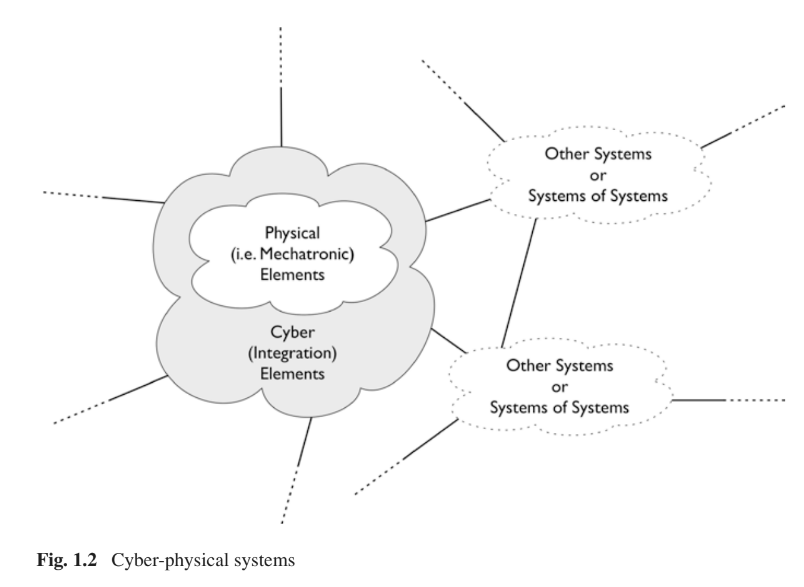 Other Systems
or
Systems of Systems
Physical
(i.e. Mechatronic)
Elements
Cyber
(Integration)
Elements
Other Systems
or
Systems of Systems
Fig. 1.2 Cyber-physical systems